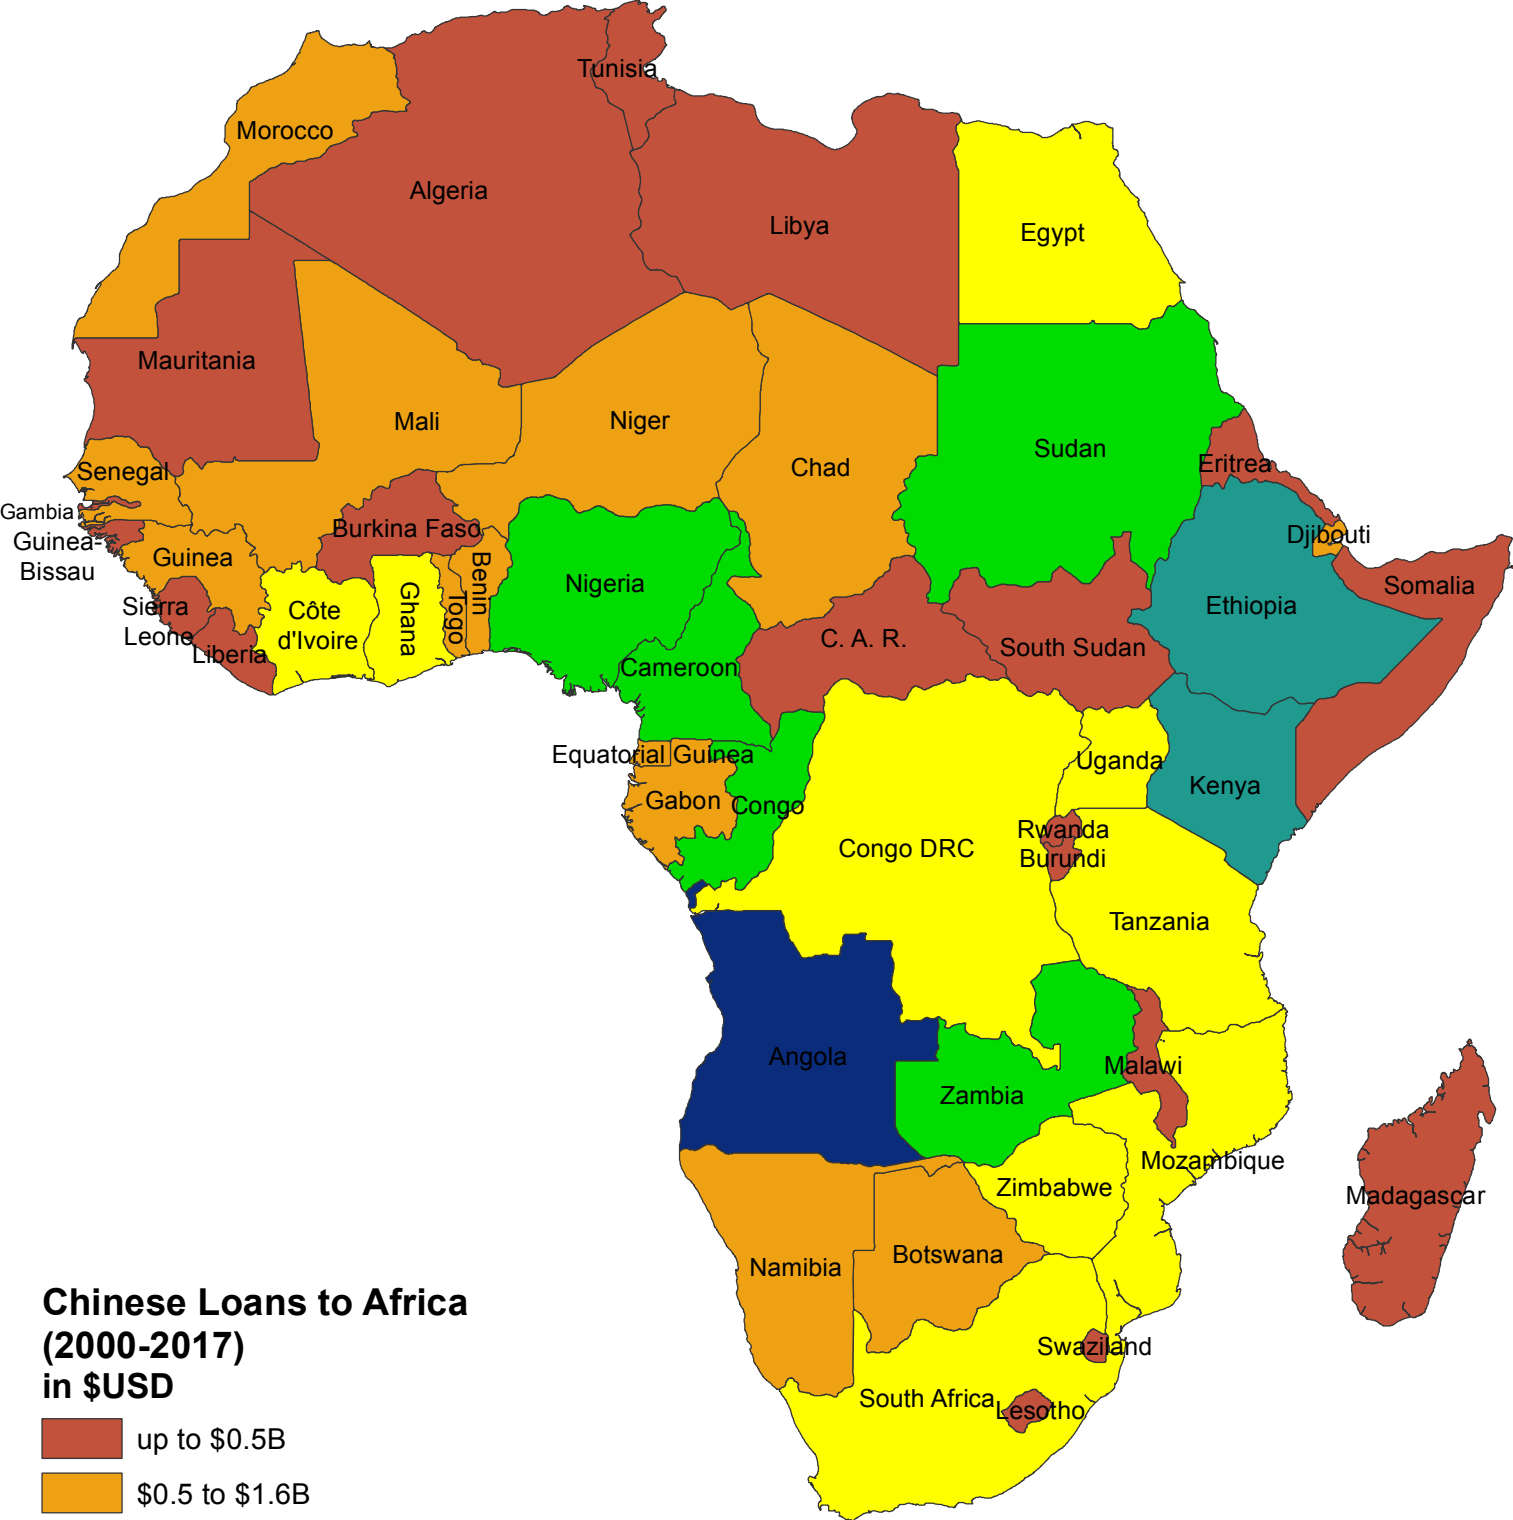 Tunisia
Morocco
Algeria
Libya
Egypt
Mauritania
Mali
Niger
Chad
Sudan
Eritrea
Senegal
Gambia
Guinea-
Bissau
Guinea
Burkina Faso
Djibouti
Somalia
Ethiopia
Nigeria
Benin
Togo
Ghana
Côte
d'Ivoire
Sierra
Leone
Liberia
C. A. R.
South Sudan
Cameroon
Equatorial Guinea
Gabon
Congo
Uganda
Kenya
Rwanda
Burundi
Congo DRC
Tanzania
Angola
Zambia
Malawi
Mozambique
Zimbabwe
Madagascar
Namibia
Botswana
Swaziland
South Africa
Lesotho
Chinese Loans to Africa
(2000-2017)
in $USD
up to $0.5B
$0.5 to $1.6B